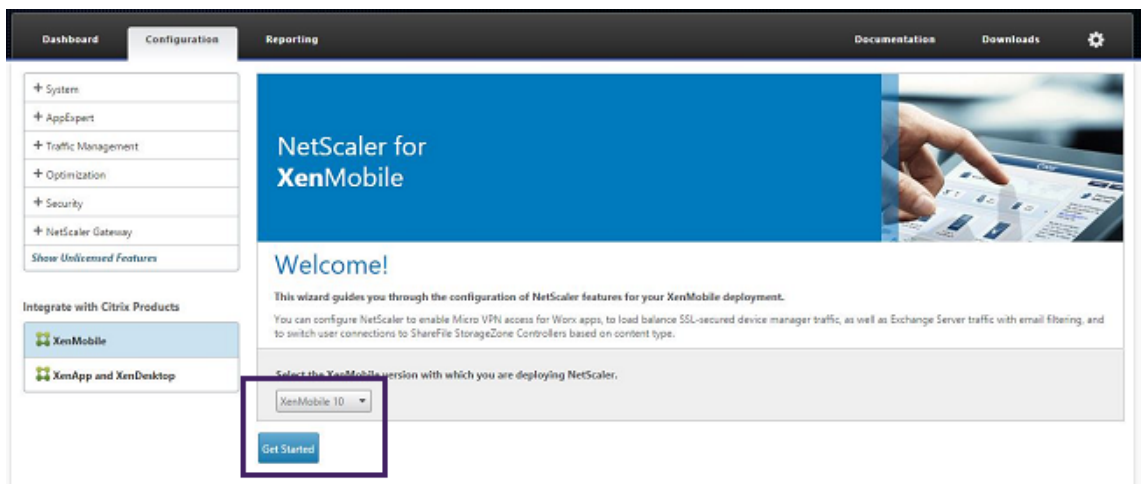 Dashboard Configuration Reporting Documentation Downloads
+ System
+ AppExpert
+ Traffic Management
+ Optimization
+ Security
+ NetScaler Gateway
Show Unlicensed Features
Integrate with Citrix Products
XenMobile
XenApp and XenDesktop
NetScaler for
XenMobile
Welcome!
This wizard guides you through the configuration of NetScaler features for your XenMobile deployment.
You can configure NetScaler to enable Micro VPN access for Worx apps, to load balance SSL-secured device manager traffic, as well as Exchange Server traffic with email filtering, and
to switch user connections to ShareFile StorageZone Controllers based on content type.
Select the XenMobile version with which you are deploying NetScaler.
XenMobile 10
Get Started